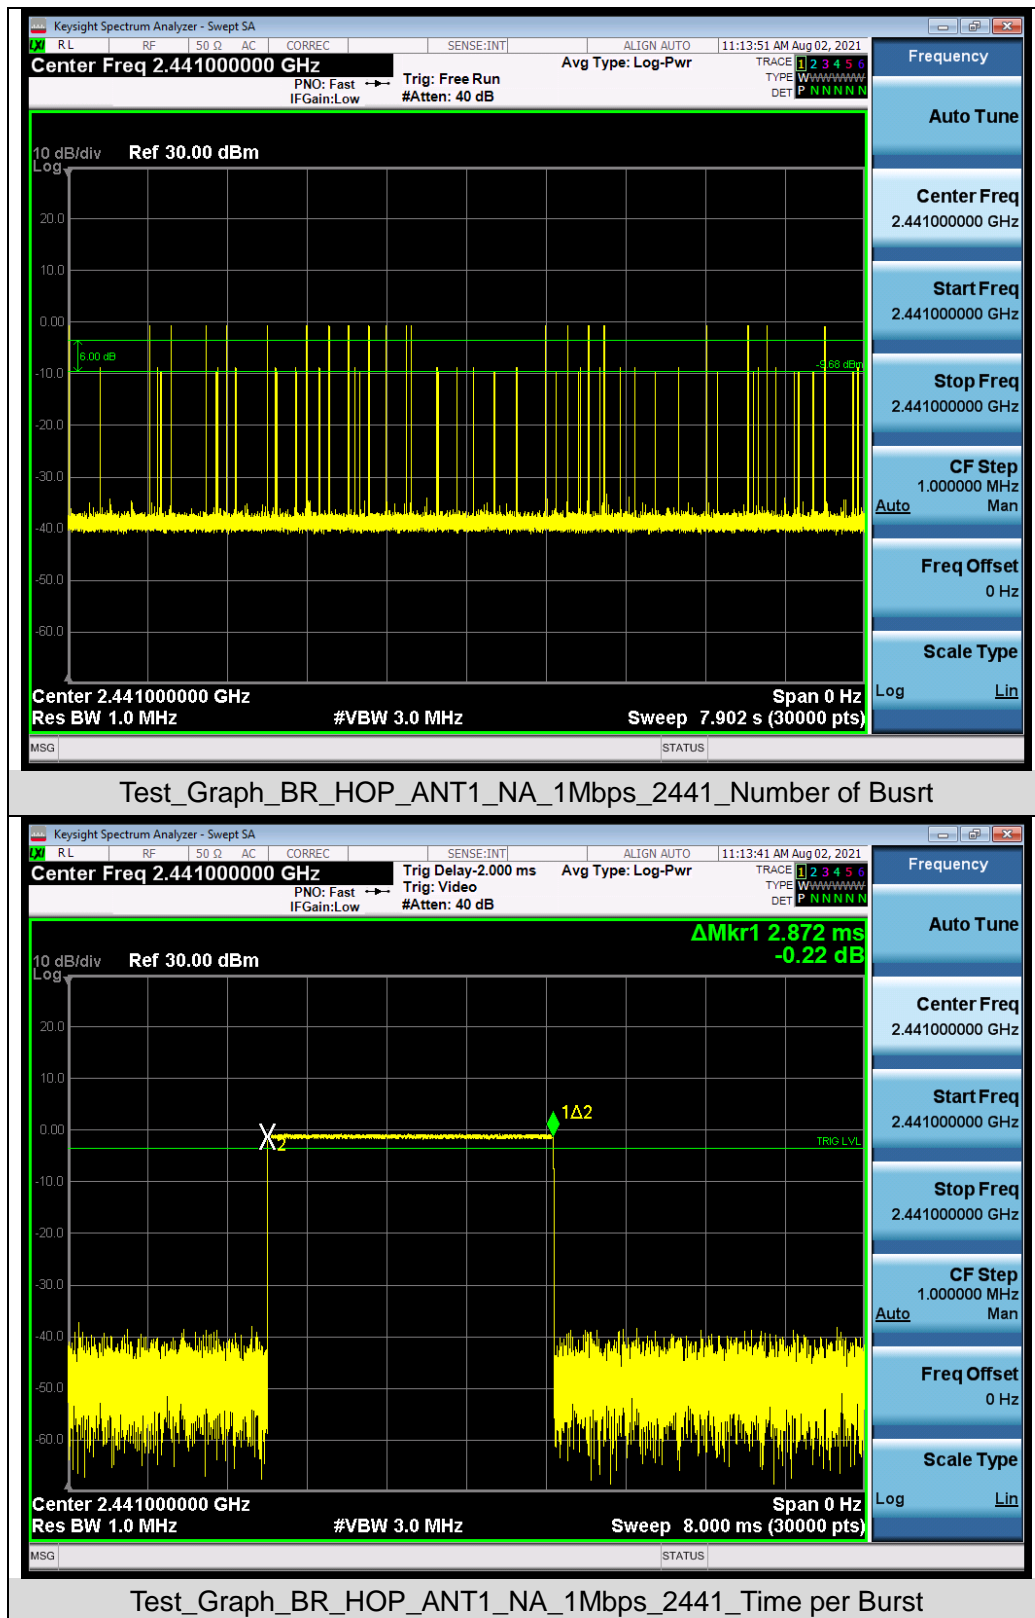 Keysight Spectrum Analyzer - Swept SA
LXI RL RF 50 Ω AC CORREC SENSE:INT ALIGN AUTO 11:13:51 AM Aug 02, 2021
Center Freq 2.441000000 GHz
PNO: Fast
IFGain:Low
Trig: Free Run
#Atten: 40 dB
Avg Type: Log-Pwr
TRACE 1 2 3 4 5 6
TYPE WWWWWW
DET P N N N N N
10 dB/div Ref 30.00 dBm
Log
20.0
10.0
0.00
6.00 dB
-9.68 dBm
-10.0
-20.0
-30.0
-40.0
-50.0
-60.0
Center 2.441000000 GHz Span 0 Hz
Res BW 1.0 MHz #VBW 3.0 MHz Sweep 7.902 s (30000 pts)
MSG STATUS
Frequency
Auto Tune
Center Freq
2.441000000 GHz
Start Freq
2.441000000 GHz
Stop Freq
2.441000000 GHz
CF Step
1.000000 MHz
Auto Man
Freq Offset
0 Hz
Scale Type
Log Lin
Test_Graph_BR_HOP_ANT1_NA_1Mbps_2441_Number of Busrt
Keysight Spectrum Analyzer - Swept SA
LXI RL RF 50 Ω AC CORREC SENSE:INT ALIGN AUTO 11:13:41 AM Aug 02, 2021
Center Freq 2.441000000 GHz
PNO: Fast
IFGain:Low
Trig Delay-2.000 ms
Trig: Video
#Atten: 40 dB
Avg Type: Log-Pwr
TRACE 1 2 3 4 5 6
TYPE WWWWWW
DET P N N N N N
ΔMkr1 2.872 ms
-0.22 dB
10 dB/div Ref 30.00 dBm
Log
20.0
10.0
1Δ2
0.00
2
TRIG LVL
-10.0
-20.0
-30.0
-40.0
-50.0
-60.0
Center 2.441000000 GHz Span 0 Hz
Res BW 1.0 MHz #VBW 3.0 MHz Sweep 8.000 ms (30000 pts)
MSG STATUS
Frequency
Auto Tune
Center Freq
2.441000000 GHz
Start Freq
2.441000000 GHz
Stop Freq
2.441000000 GHz
CF Step
1.000000 MHz
Auto Man
Freq Offset
0 Hz
Scale Type
Log Lin
Test_Graph_BR_HOP_ANT1_NA_1Mbps_2441_Time per Burst